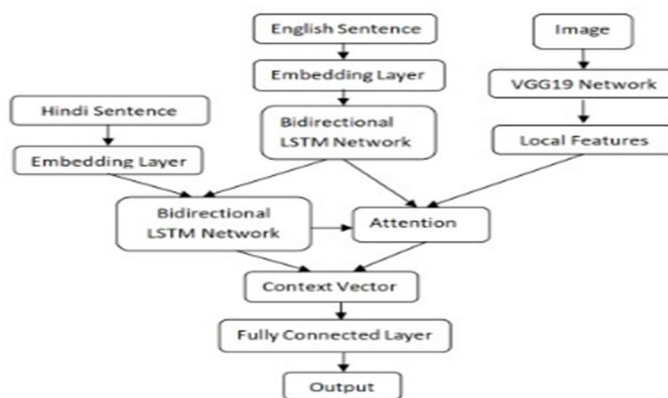 English Sentence
Image
Embedding Layer
VGG19 Network
Hindi Sentence
Bidirectional
LSTM Network
Local Features
Embedding Layer
Bidirectional
LSTM Network
Attention
Context Vector
Fully Connected Layer
Output